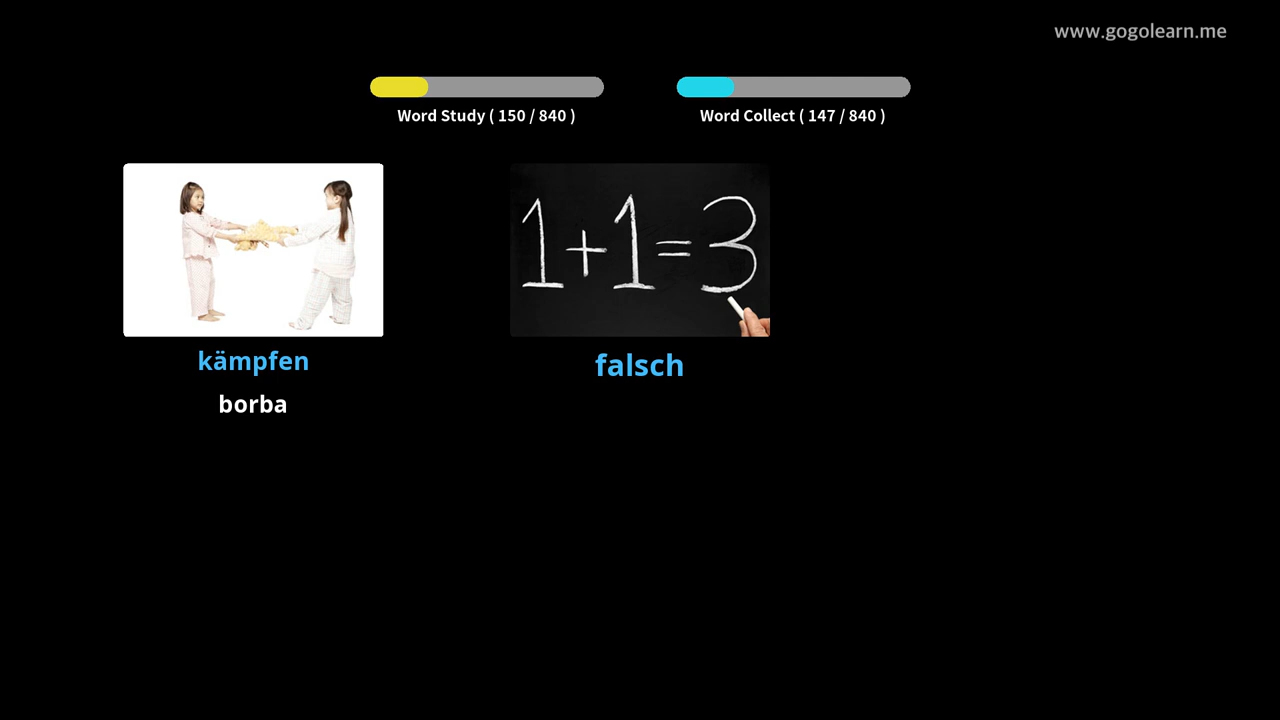 www.gogolearn.me
Word Study ( 150 / 840 )
Word Collect ( 147 / 840 )
1+1=3
kämpfen
falsch
borba